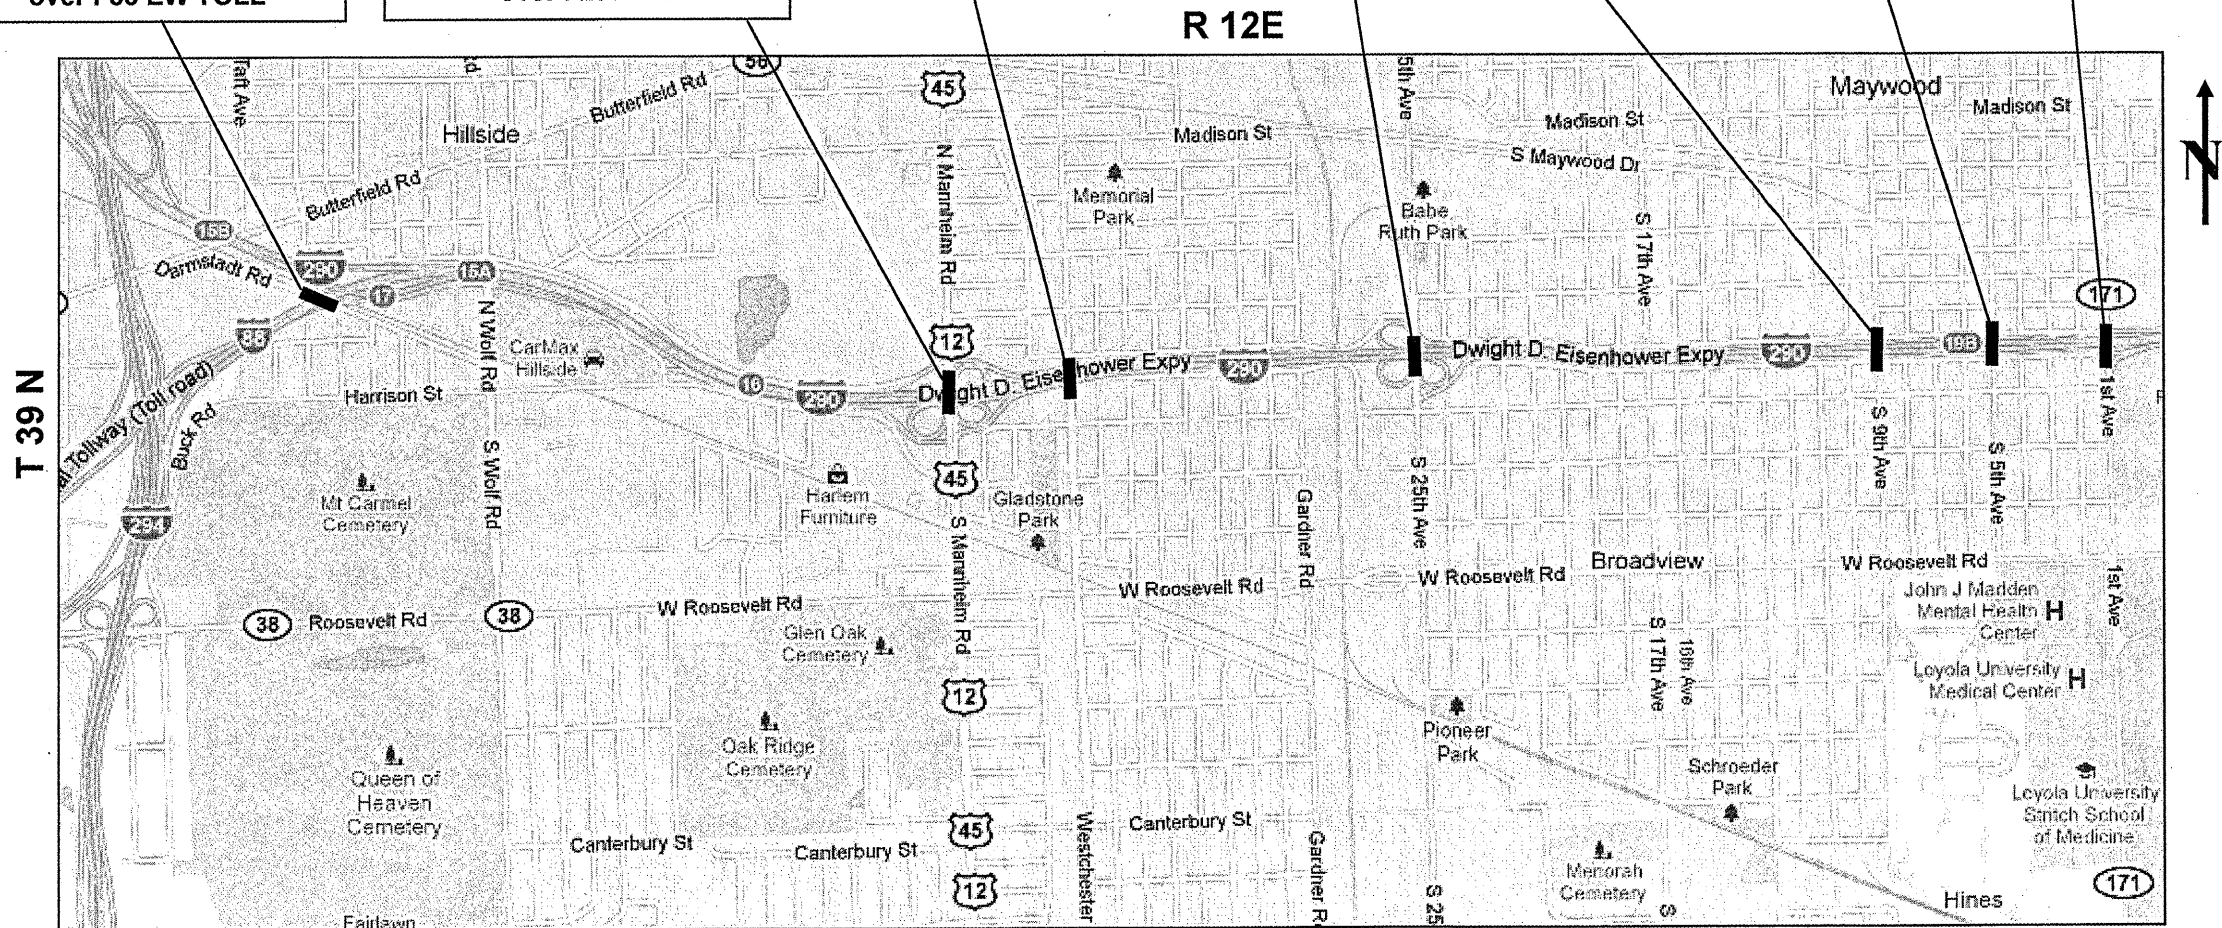 over I 88 EW TOLL
R 12E
T 39 N
N
Taft Ave
Butterfield Rd
56
45
Hillside
Madison St
Madison St
Maywood
Madison St
S Maywood Dr
N Mannheim Rd
Memorial
Park
Babe
Ruth Park
S 17th Ave
Butterfield Rd
15B
Darmstadt Rd
290
15A
17
88
171
N Wolf Rd
CarMax
Hillside
12
16
290
Dwight D. Eisenhower Expy
290
Dwight D. Eisenhower Expy
290
19B
1st Ave
Harrison St
al Tollway (Toll road)
Buck Rd
S Wolf Rd
S 9th Ave
S 5th Ave
Mt Carmel
Cemetery
294
Harlem
Furniture
45
Gladstone
Park
Gardner Rd
S 25th Ave
S Mannheim Rd
Broadview
W Roosevelt Rd
W Roosevelt Rd
W Roosevelt Rd
W Roosevelt Rd
38
Roosevelt Rd
38
John J Madden
Mental Health
Center
H
1st Ave
Glen Oak
Cemetery
S 17th Ave
16th Ave
Loyola University
Medical Center
H
12
Oak Ridge
Cemetery
Pioneer
Park
Queen of
Heaven
Cemetery
Schroeder
Park
Loyola University
Stritch School
of Medicine
Canterbury St
Canterbury St
45
Canterbury St
Westchester
Gardner R
Menorah
Cemetery
171
12
S 25
S
Hines
Fairlawn